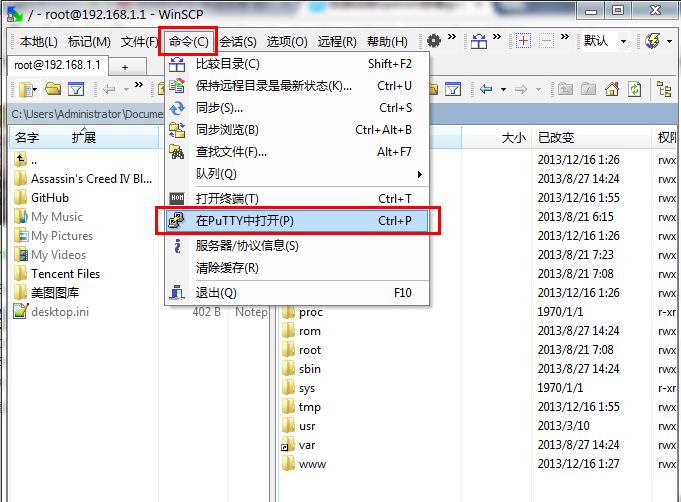 / - root@192.168.1.1 - WinSCP
本地(L) 标记(M) 文件(F) 命令(C) 会话(S) 选项(O) 远程(R) 帮助(H) » » » 默认
root@192.168.1.1 +
C:\Users\Administrator\Docume
名字 扩展 大小 已改变 权限
比较目录(C) Shift+F2
保持远程目录是最新状态(K)... Ctrl+U
同步(S)... Ctrl+S
同步浏览(B) Ctrl+Alt+B
查找文件(F)... Alt+F7
队列(Q)
打开终端(T) Ctrl+T
在PuTTY中打开(P) Ctrl+P
服务器/协议信息(S)
清除缓存(R)
退出(Q) F10
..
Assassin's Creed IV Bl...
GitHub
My Music
My Pictures
My Videos
Tencent Files
美图图库
desktop.ini 402 B Notep
2013/12/16 1:26 rwx
2013/8/27 14:24 rwx
2013/12/16 1:55 rwx
2013/8/21 6:15 rwx
2013/12/16 1:55 rwx
2013/8/21 7:23 rwx
2013/8/21 7:08 rwx
2013/12/16 1:26 rwx
proc 1970/1/1 r-xr
rom 2013/8/27 14:24 rwx
root 2013/8/21 7:08 rwx
sbin 2013/8/27 14:24 rwx
sys 1970/1/1 r-xr
tmp 2013/12/16 1:55 rwx
usr 2013/3/10 rwx
var 2013/8/27 14:24 rwx
www 2013/12/16 1:27 rwx